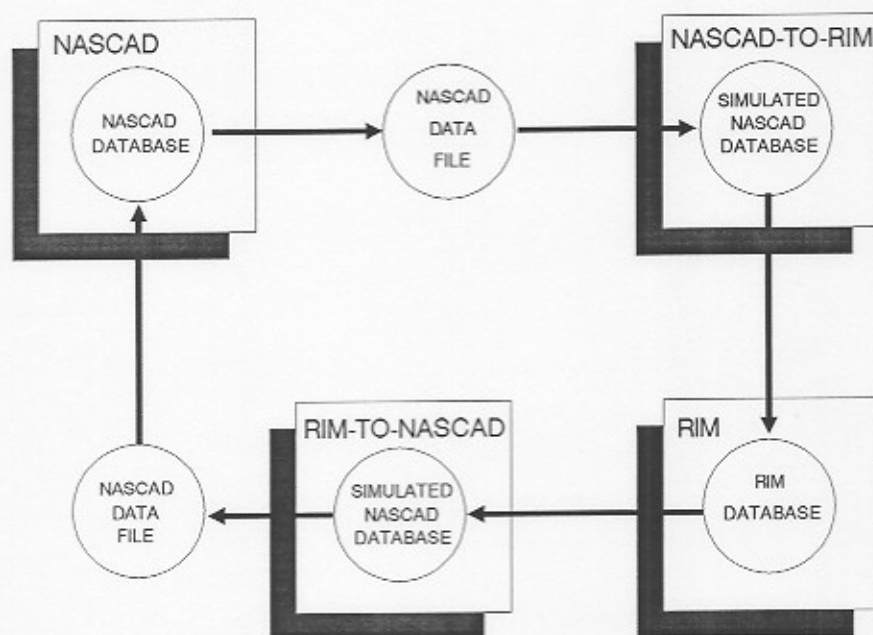 NASCAD
NASCAD
DATABASE
NASCAD
DATA
FILE
NASCAD-TO-RIM
SIMULATED
NASCAD
DATABASE
RIM-TO-NASCAD
SIMULATED
NASCAD
DATABASE
RIM
RIM
DATABASE
NASCAD
DATA
FILE